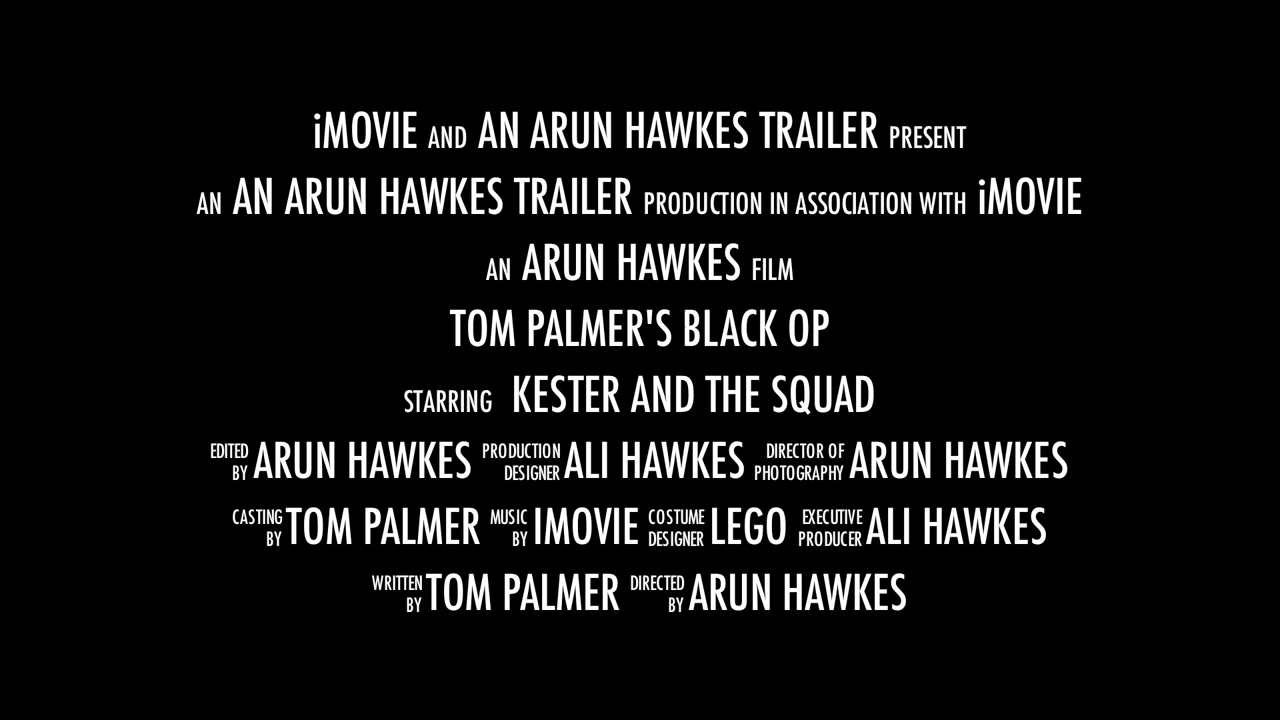 iMOVIE AND AN ARUN HAWKES TRAILER PRESENT
AN AN ARUN HAWKES TRAILER PRODUCTION IN ASSOCIATION WITH iMOVIE
AN ARUN HAWKES FILM
TOM PALMER'S BLACK OP
STARRING KESTER AND THE SQUAD
EDITED BY ARUN HAWKES PRODUCTION DESIGNER ALI HAWKES DIRECTOR OF PHOTOGRAPHY ARUN HAWKES
CASTING BY TOM PALMER MUSIC BY IMOVIE COSTUME DESIGNER LEGO EXECUTIVE PRODUCER ALI HAWKES
WRITTEN BY TOM PALMER DIRECTED BY ARUN HAWKES